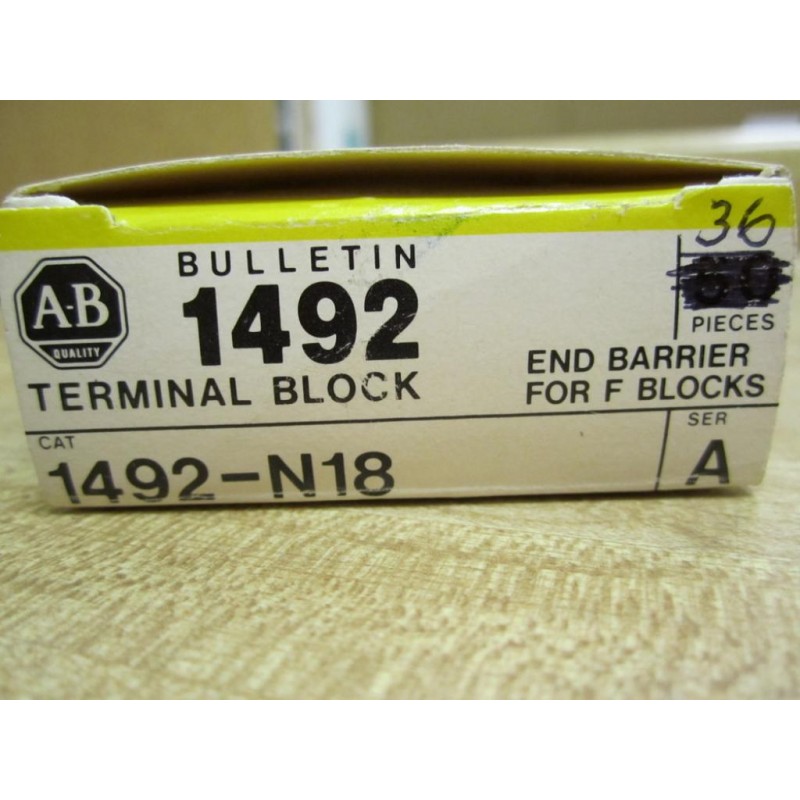 36
BULLETIN
1492
TERMINAL BLOCK
A-B
QUALITY
PIECES
END BARRIER
FOR F BLOCKS
CAT
1492-N18
SER
A